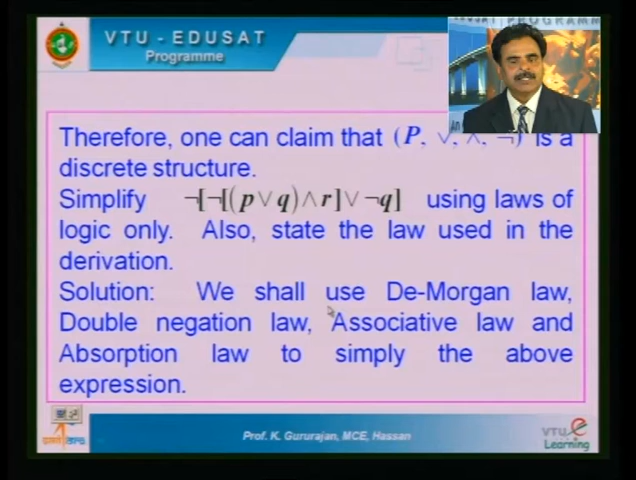 VTU - EDUSAT
Programme
PROGRAMM
Therefore, one can claim that (P, ∨, ∧, ¬) is a
discrete structure.
Simplify ¬[¬[(p∨q)∧r]∨¬q] using laws of
logic only. Also, state the law used in the
derivation.
Solution: We shall use De-Morgan law,
Double negation law, Associative law and
Absorption law to simply the above
expression.
Prof. K. Gururajan, MCE, Hassan
VTU e
Learning